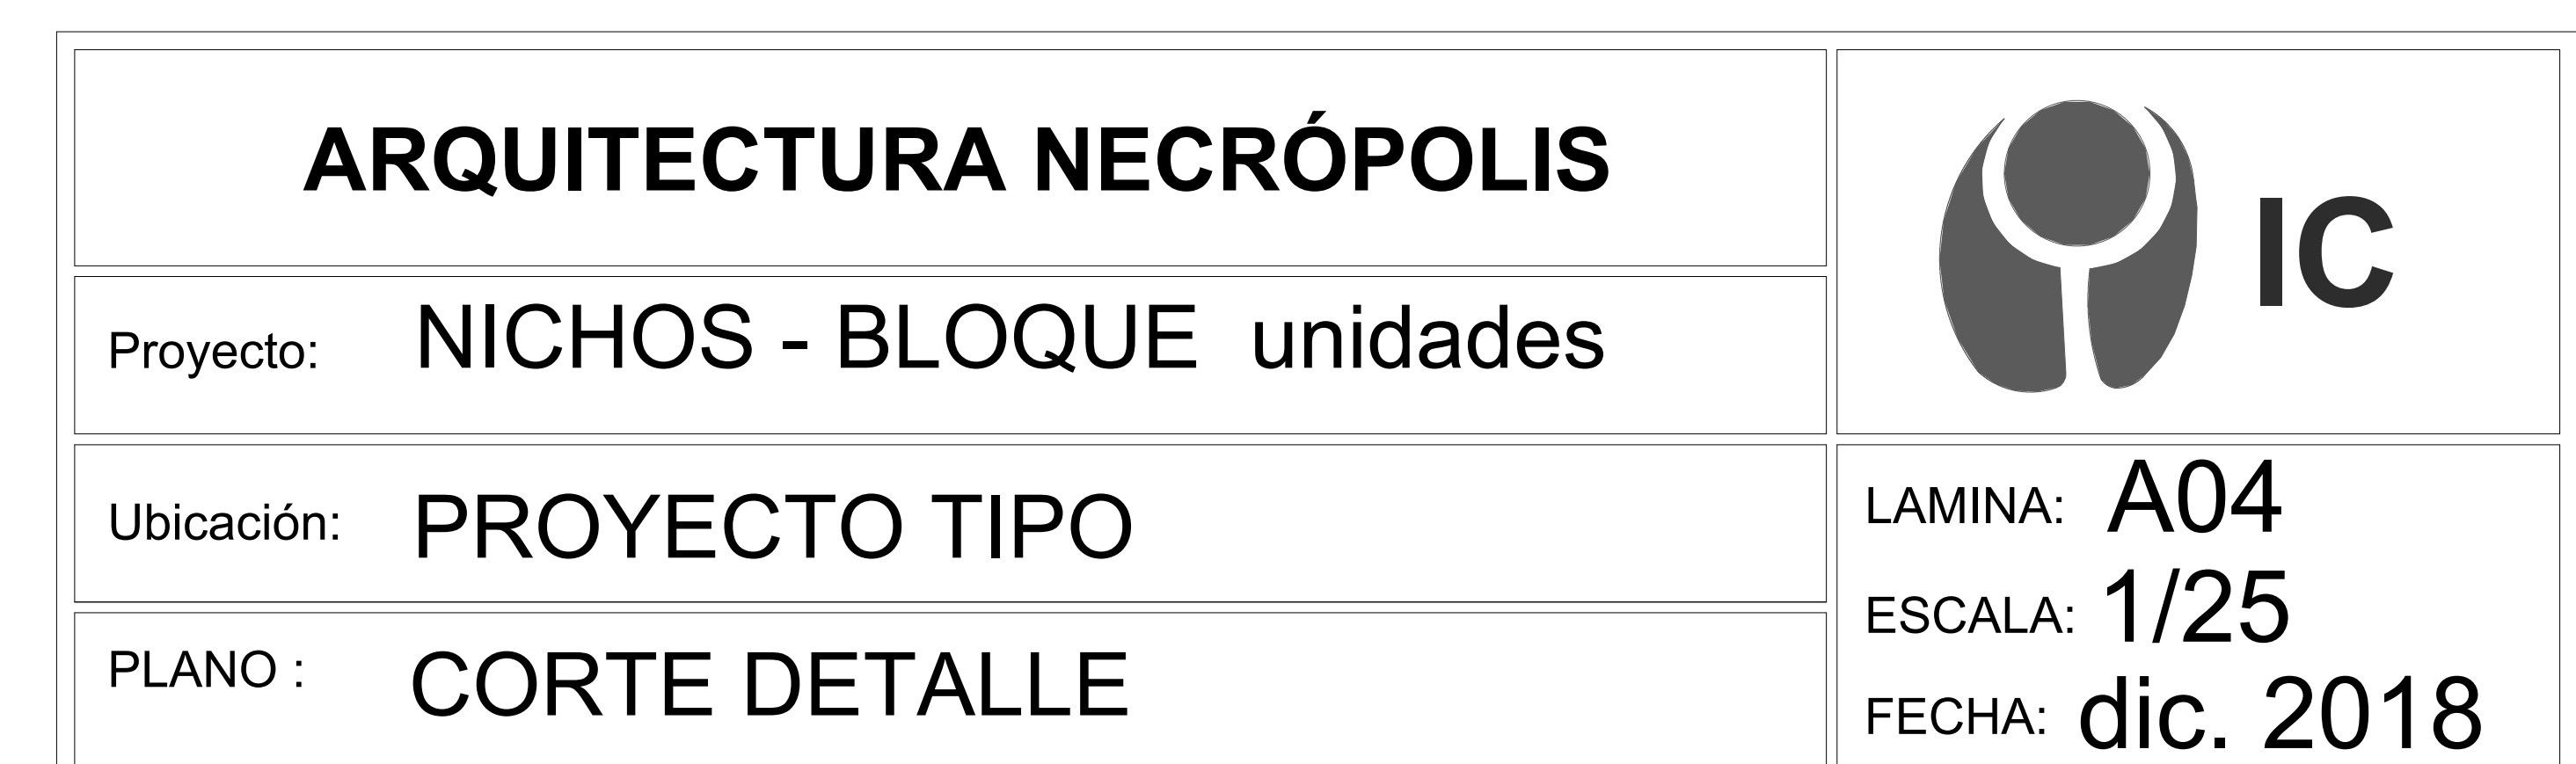 ARQUITECTURA NECRÓPOLIS
IC
Proyecto: NICHOS - BLOQUE unidades
Ubicación: PROYECTO TIPO
PLANO : CORTE DETALLE
LAMINA: A04
ESCALA: 1/25
FECHA: dic. 2018